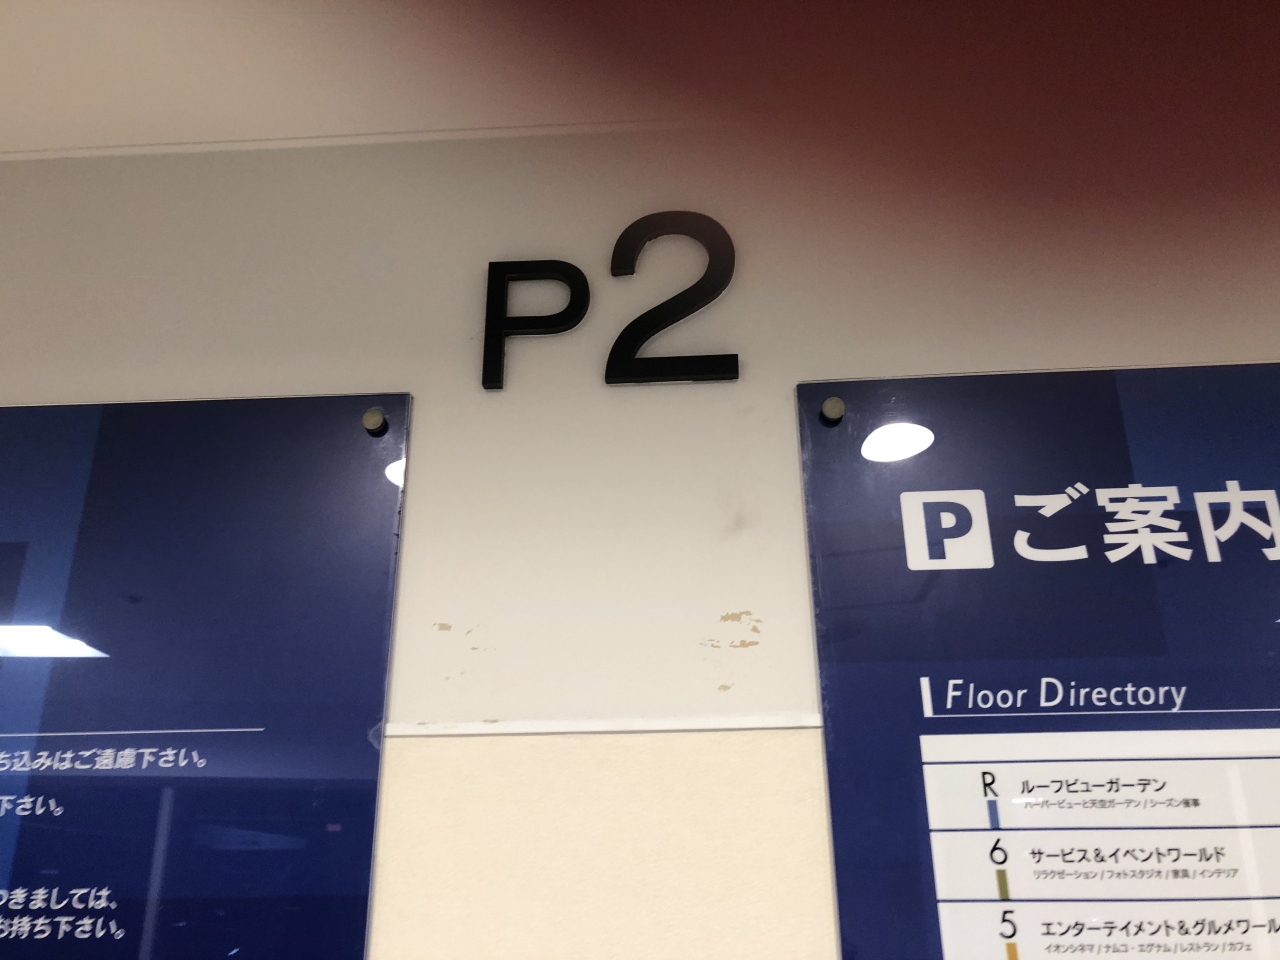 P2
ち込みはご遠慮下さい。
下さい。
つきましては、
お持ち下さい。
P ご案内
Floor Directory
R ルーフビューガーデン
ハーバービューと天空ガーデン / シーズン催事
6 サービス&イベントワールド
リラクゼーション / フォトスタジオ / 家具 / インテリア
5 エンターテイメント&グルメワール
イオンシネマ / ナムコ・エグナム / レストラン / カフェ